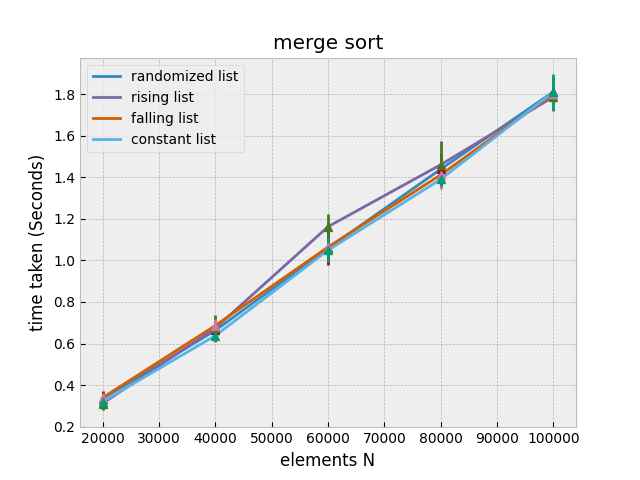 merge sort
randomized list
rising list
falling list
constant list
time taken (Seconds)
1.8
1.6
1.4
1.2
1.0
0.8
0.6
0.4
0.2
20000 30000 40000 50000 60000 70000 80000 90000 100000
elements N